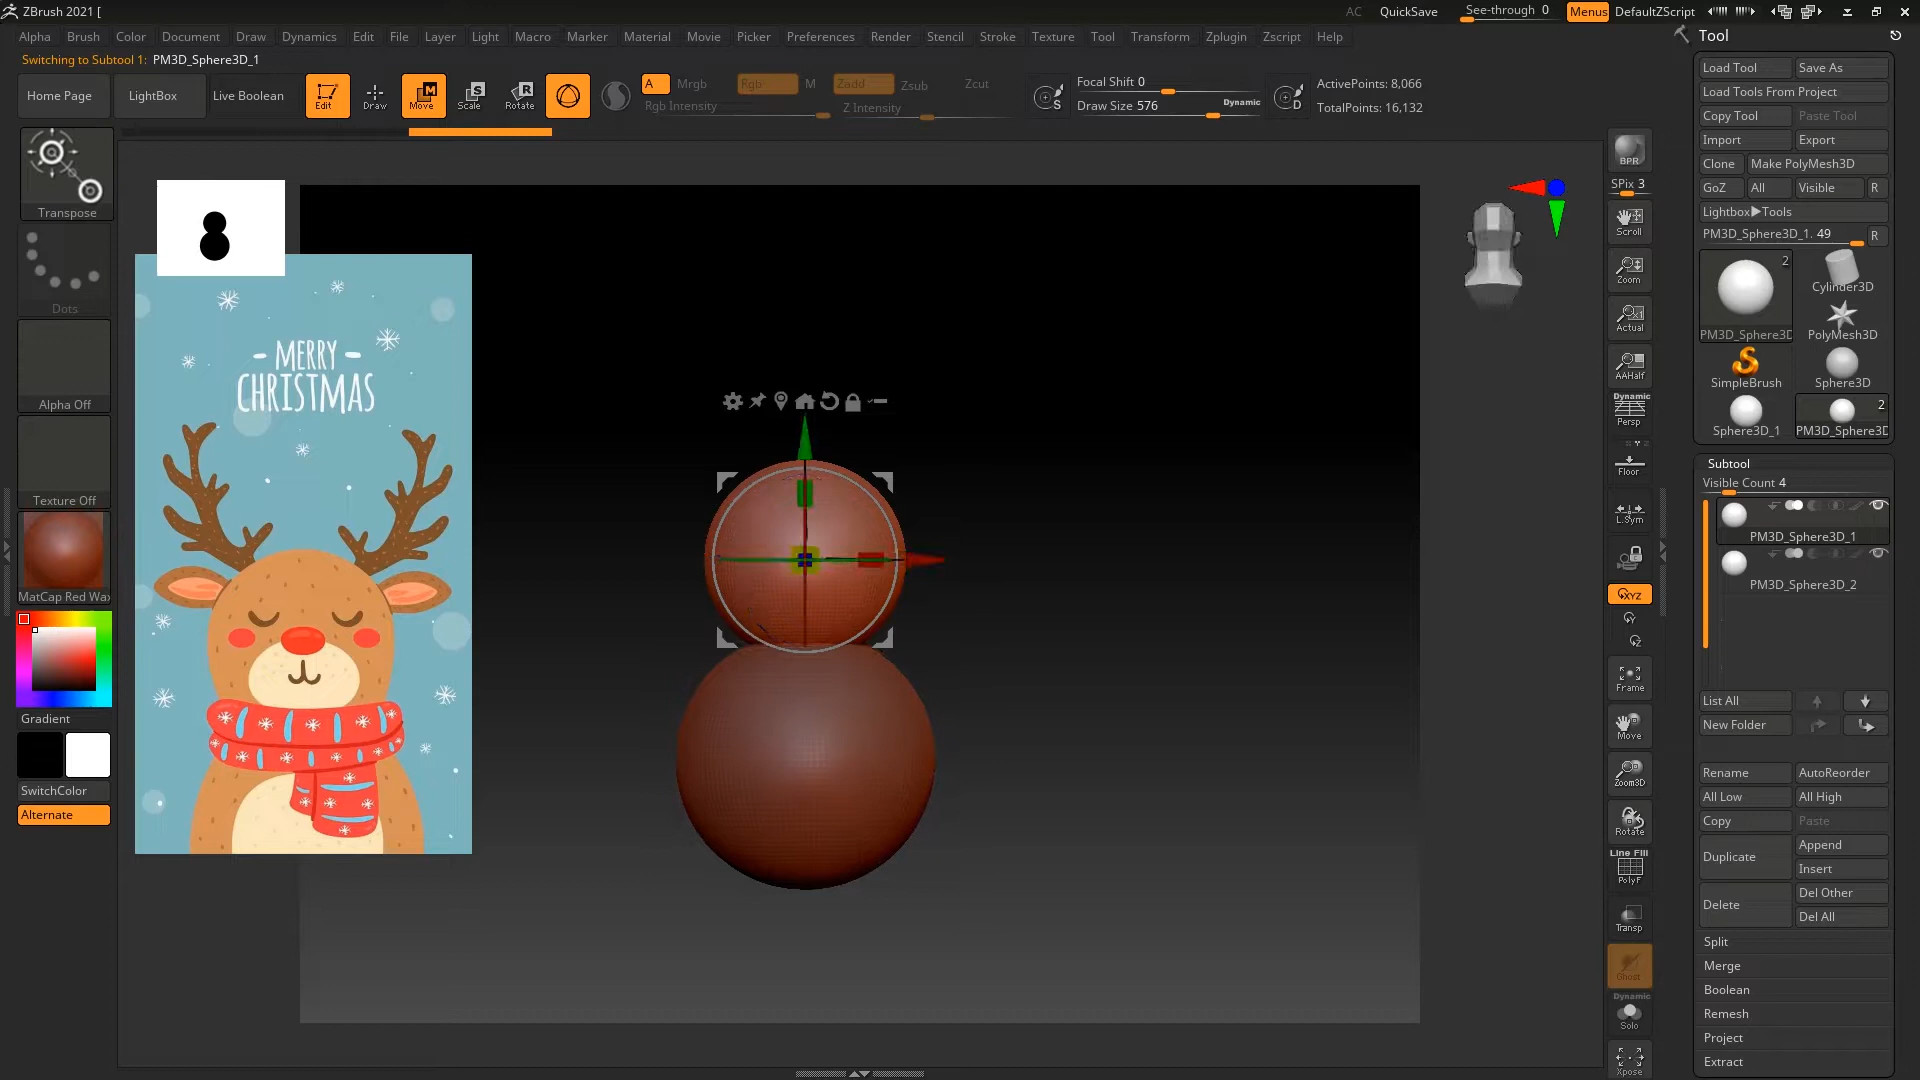 ZBrush 2021 [
AC QuickSave See-through 0 Menus DefaultZScript
Alpha Brush Color Document Draw Dynamics Edit File Layer Light Macro Marker Material Movie Picker Preferences Render Stencil Stroke Texture Tool Transform Zplugin Zscript Help
Switching to Subtool 1: PM3D_Sphere3D_1
Home Page LightBox Live Boolean Edit Draw Move Scale Rotate
A Mrgb Rgb M Zadd Zsub Zcut
Rgb Intensity Z Intensity
Focal Shift 0
Draw Size 576 Dynamic
ActivePoints: 8,066
TotalPoints: 16,132
Transpose
Dots
Alpha Off
Texture Off
MatCap Red Wax
Gradient
SwitchColor
Alternate
- MERRY -
CHRISTMAS
BPR
SPix 3
Scroll
Zoom
Actual
AAHalf
Dynamic
Persp
Floor
L.Sym
XYZ
Frame
Move
Zoom3D
Rotate
Line Fill
PolyF
Transp
Ghost
Dynamic
Solo
Xpose
Tool
Load Tool Save As
Load Tools From Project
Copy Tool Paste Tool
Import Export
Clone Make PolyMesh3D
GoZ All Visible R
Lightbox▶Tools
PM3D_Sphere3D_1. 49 R
2
Cylinder3D
PM3D_Sphere3D PolyMesh3D
SimpleBrush Sphere3D
2
Sphere3D_1 PM3D_Sphere3D
Subtool
Visible Count 4
PM3D_Sphere3D_1
PM3D_Sphere3D_2
List All
New Folder
Rename AutoReorder
All Low All High
Copy Paste
Duplicate Append
Insert
Delete Del Other
Del All
Split
Merge
Boolean
Remesh
Project
Extract